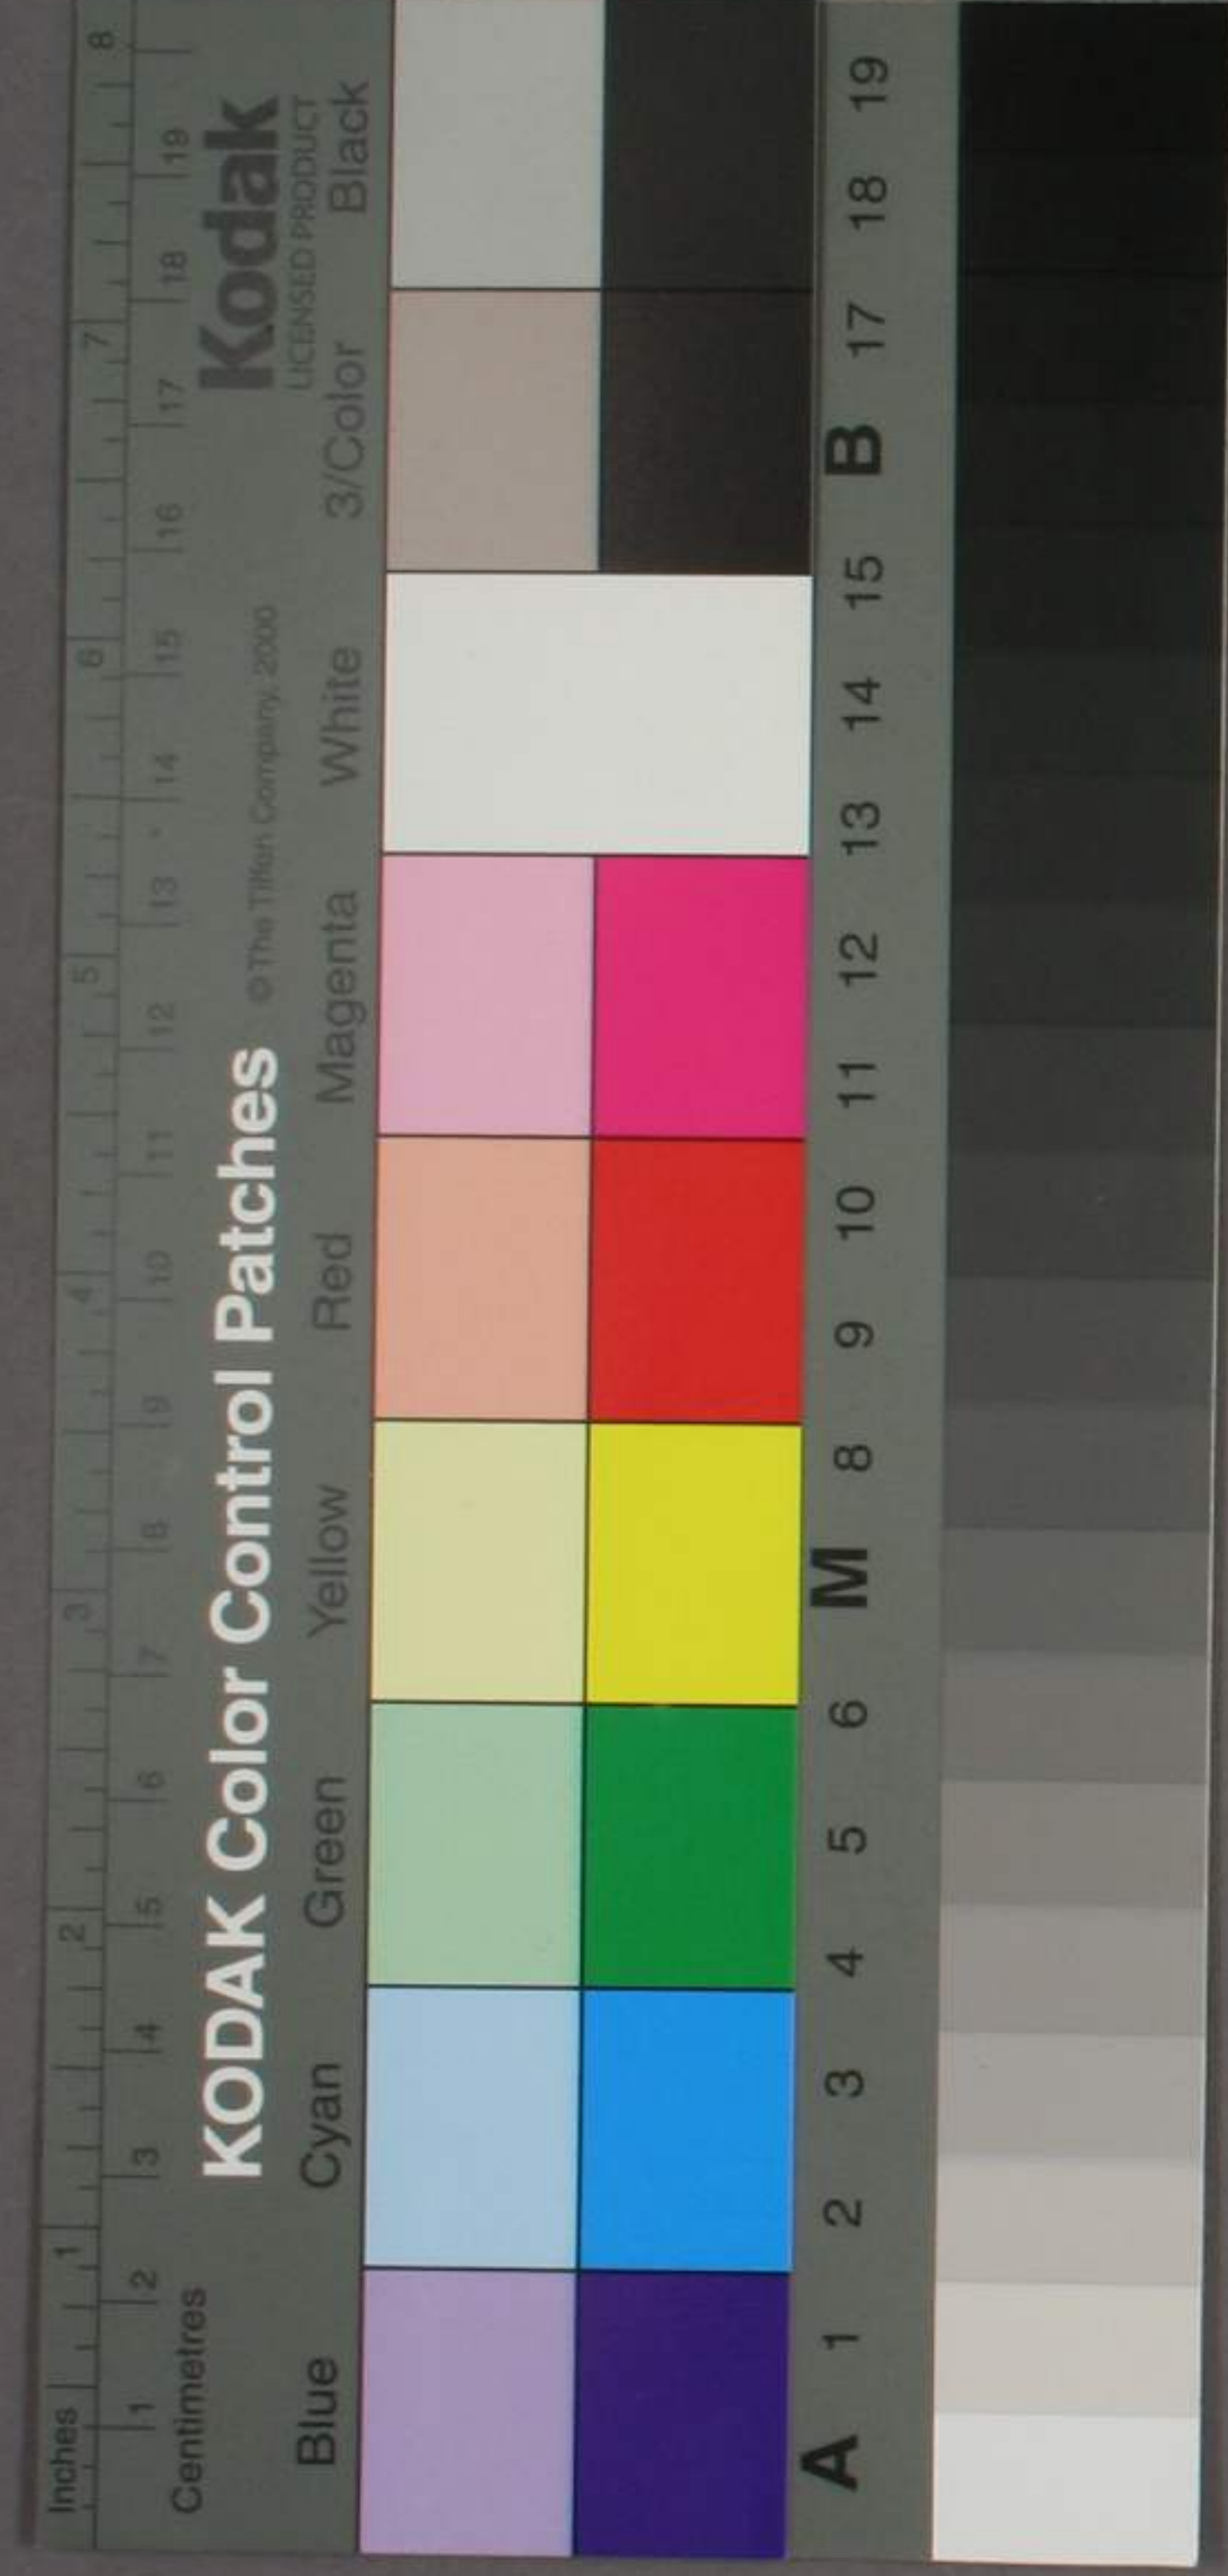 Inches 1 2 3 4 5 6 7 8
Centimetres 1 2 3 4 5 6 7 8 9 10 11 12 13 14 15 16 17 18 19
KODAK Color Control Patches © The Tiffen Company, 2000 Kodak
LICENSED PRODUCT
Blue Cyan Green Yellow Red Magenta White 3/Color Black
A 1 2 3 4 5 6 M 8 9 10 11 12 13 14 15 B 17 18 19